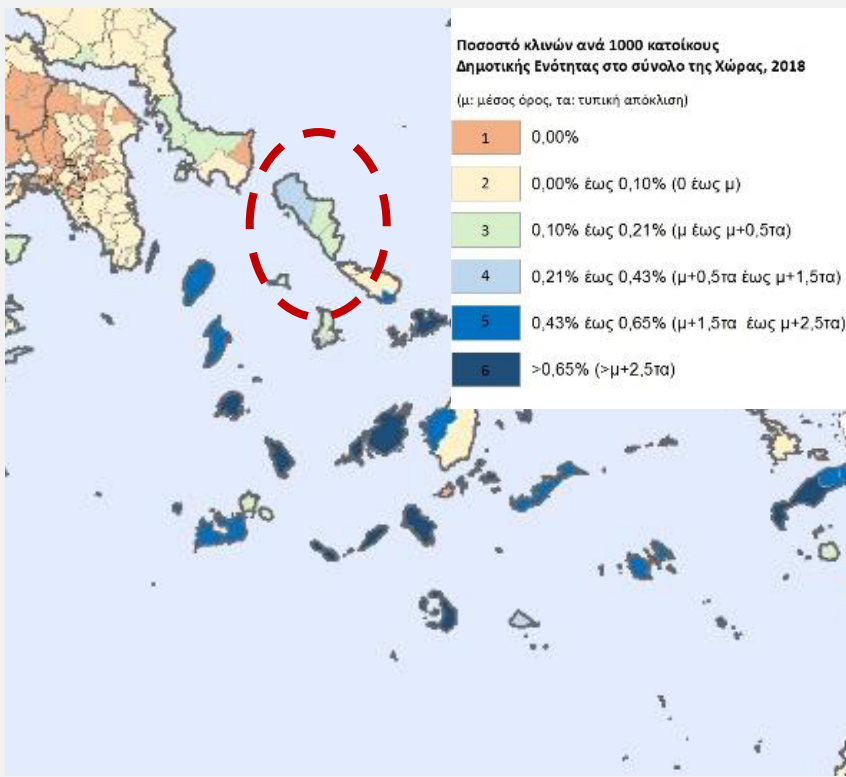 Ποσοστό κλινών ανά 1000 κατοίκους
Δημοτικής Ενότητας στο σύνολο της Χώρας, 2018
(μ: μέσος όρος, τα: τυπική απόκλιση)
1 0,00%
2 0,00% έως 0,10% (0 έως μ)
3 0,10% έως 0,21% (μ έως μ+0,5τα)
4 0,21% έως 0,43% (μ+0,5τα έως μ+1,5τα)
5 0,43% έως 0,65% (μ+1,5τα έως μ+2,5τα)
6 >0,65% (>μ+2,5τα)